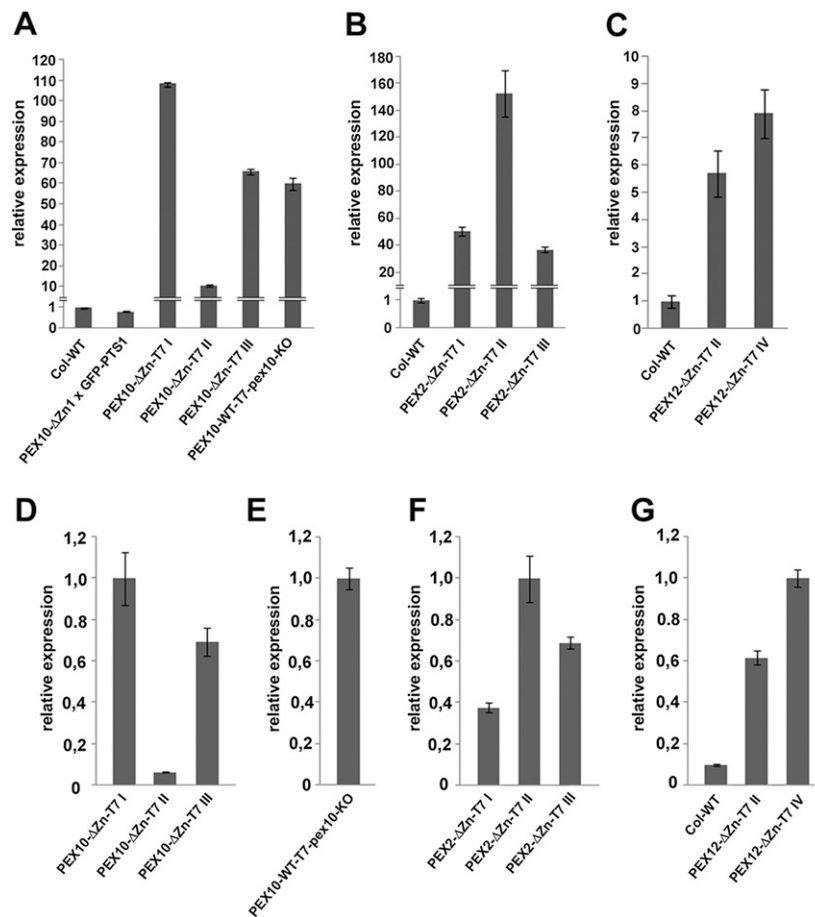 A
relative expression
120
110
100
90
80
70
60
50
40
30
20
10
1
0
Col-WT
PEX10-ΔZn1 x GFP-PTS1
PEX10-ΔZn-T7 I
PEX10-ΔZn-T7 II
PEX10-ΔZn-T7 III
PEX10-WT-T7-pex10-KO
B
relative expression
180
160
140
120
100
80
60
40
20
1
0
Col-WT
PEX2-ΔZn-T7 I
PEX2-ΔZn-T7 II
PEX2-ΔZn-T7 III
C
relative expression
10
9
8
7
6
5
4
3
2
1
0
Col-WT
PEX12-ΔZn-T7 II
PEX12-ΔZn-T7 IV
D
relative expression
1,2
1,0
0,8
0,6
0,4
0,2
0
PEX10-ΔZn-T7 I
PEX10-ΔZn-T7 II
PEX10-ΔZn-T7 III
E
relative expression
1,2
1,0
0,8
0,6
0,4
0,2
0
PEX10-WT-T7-pex10-KO
F
relative expression
1,2
1,0
0,8
0,6
0,4
0,2
0
PEX2-ΔZn-T7 I
PEX2-ΔZn-T7 II
PEX2-ΔZn-T7 III
G
relative expression
1,2
1,0
0,8
0,6
0,4
0,2
0
Col-WT
PEX12-ΔZn-T7 II
PEX12-ΔZn-T7 IV